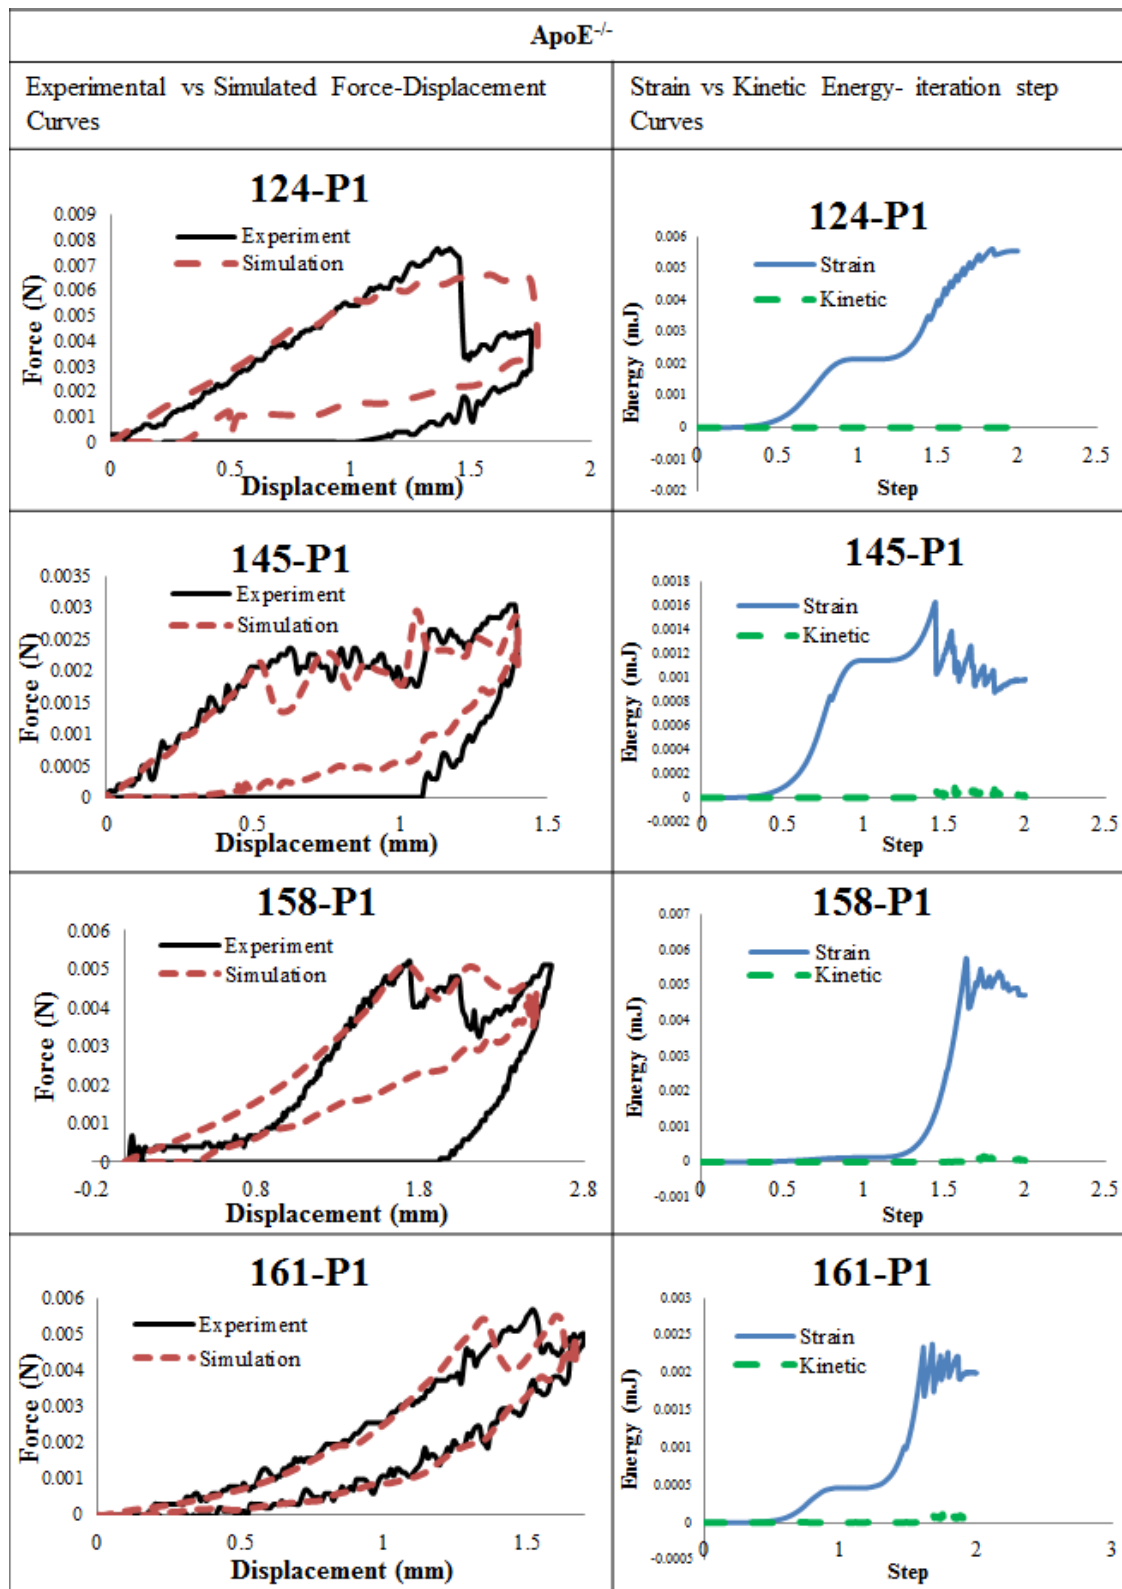 ApoE-/-
Experimental vs Simulated Force-Displacement
Curves
Strain vs Kinetic Energy- iteration step
Curves
124-P1
Experiment
Simulation
Force (N)
0.009
0.008
0.007
0.006
0.005
0.004
0.003
0.002
0.001
0
0 0.5 1 1.5 2
Displacement (mm)
124-P1
Strain
Kinetic
Energy (mJ)
0.006
0.005
0.004
0.003
0.002
0.001
0
-0.001
-0.002
0 0.5 1 1.5 2 2.5
Step
145-P1
Experiment
Simulation
Force (N)
0.0035
0.003
0.0025
0.002
0.0015
0.001
0.0005
0
0 0.5 1 1.5
Displacement (mm)
145-P1
Strain
Kinetic
Energy (mJ)
0.0018
0.0016
0.0014
0.0012
0.001
0.0008
0.0006
0.0004
0.0002
0
-0.0002
0 0.5 1 1.5 2 2.5
Step
158-P1
Experiment
Simulation
Force (N)
0.006
0.005
0.004
0.003
0.002
0.001
0
-0.2 0.8 1.8 2.8
Displacement (mm)
158-P1
Strain
Kinetic
Energy (mJ)
0.007
0.006
0.005
0.004
0.003
0.002
0.001
0
-0.001
0 0.5 1 1.5 2 2.5
Step
161-P1
Experiment
Simulation
Force (N)
0.006
0.005
0.004
0.003
0.002
0.001
0
0 0.5 1 1.5
Displacement (mm)
161-P1
Strain
Kinetic
Energy (mJ)
0.003
0.0025
0.002
0.0015
0.001
0.0005
0
-0.0005
0 1 2 3
Step